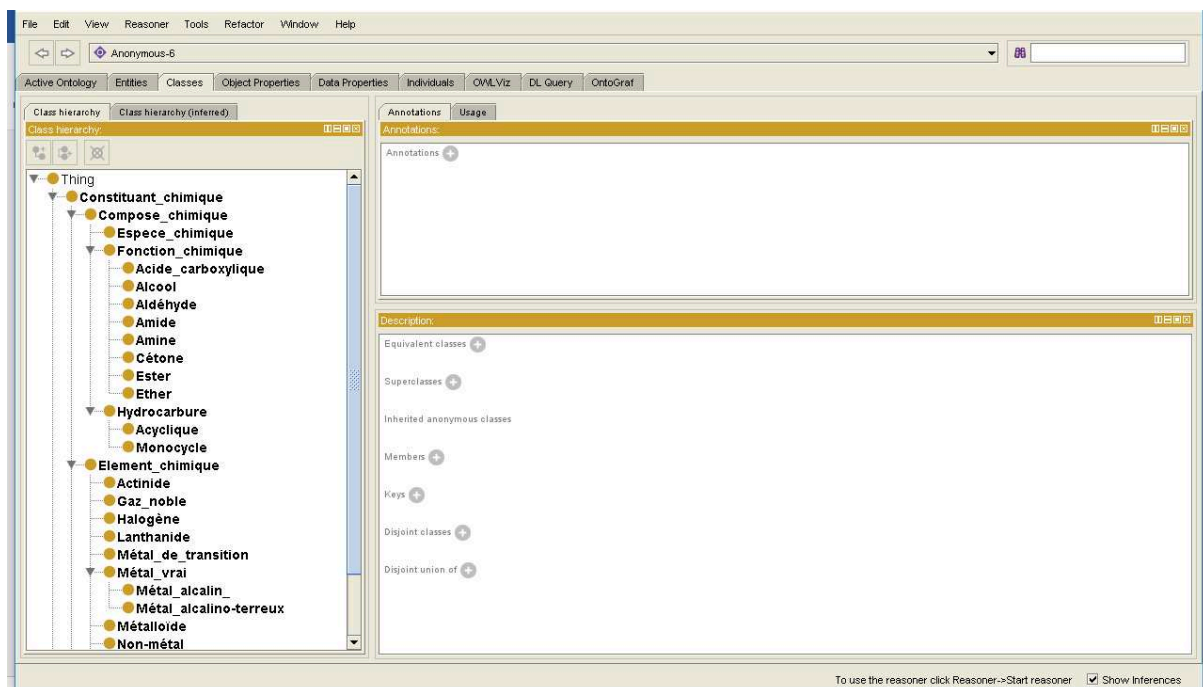 File Edit View Reasoner Tools Refactor Window Help
Anonymous-6
Active Ontology Entities Classes Object Properties Data Properties Individuals OWLViz DL Query OntoGraf
Class hierarchy Class hierarchy (inferred)
Class hierarchy:
Thing
Constituant_chimique
Compose_chimique
Espece_chimique
Fonction_chimique
Acide_carboxylique
Alcool
Aldéhyde
Amide
Amine
Cétone
Ester
Ether
Hydrocarbure
Acyclique
Monocycle
Element_chimique
Actinide
Gaz_noble
Halogène
Lanthanide
Métal_de_transition
Métal_vrai
Métal_alcalin_
Métal_alcalino-terreux
Métalloïde
Non-métal
Annotations Usage
Annotations:
Annotations
Description:
Equivalent classes
Superclasses
Inherited anonymous classes
Members
Keys
Disjoint classes
Disjoint union of
To use the reasoner click Reasoner->Start reasoner Show Inferences